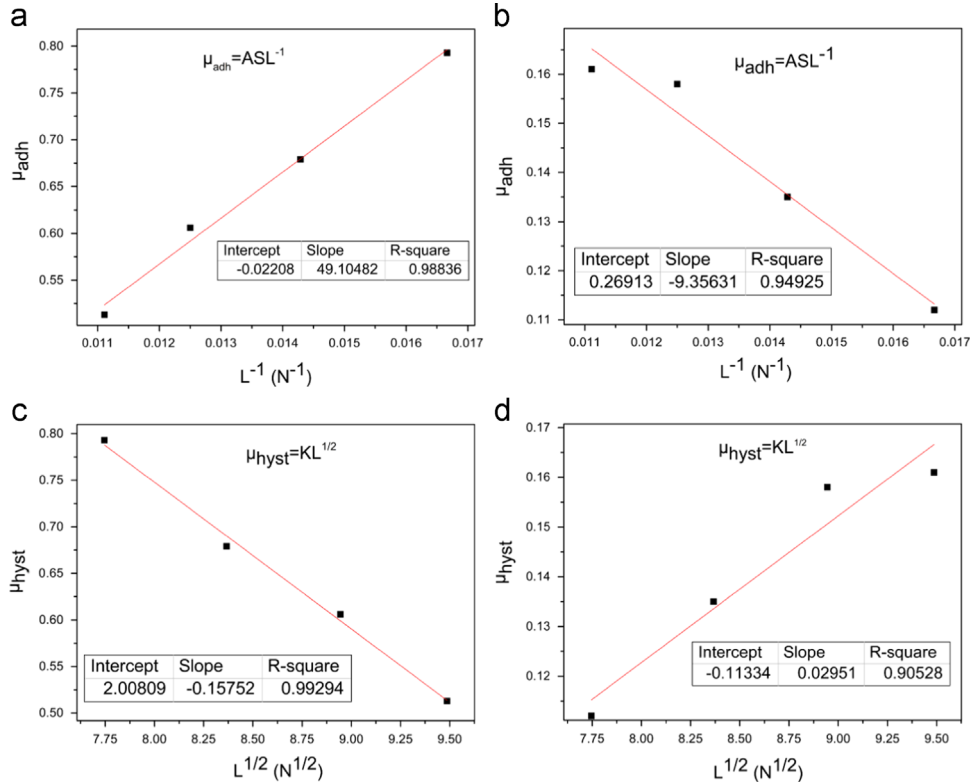 a
μadh=ASL-1
0.80
0.75
0.70
0.65
0.60
0.55
μadh
Intercept Slope R-square
-0.02208 49.10482 0.98836
0.011 0.012 0.013 0.014 0.015 0.016 0.017
L-1 (N-1)
b
μadh=ASL-1
0.16
0.15
0.14
0.13
0.12
0.11
μadh
Intercept Slope R-square
0.26913 -9.35631 0.94925
0.011 0.012 0.013 0.014 0.015 0.016 0.017
L-1 (N-1)
c
μhyst=KL1/2
0.80
0.75
0.70
0.65
0.60
0.55
0.50
μhyst
Intercept Slope R-square
2.00809 -0.15752 0.99294
7.75 8.00 8.25 8.50 8.75 9.00 9.25 9.50
L1/2 (N1/2)
d
μhyst=KL1/2
0.17
0.16
0.15
0.14
0.13
0.12
μhyst
Intercept Slope R-square
-0.11334 0.02951 0.90528
7.75 8.00 8.25 8.50 8.75 9.00 9.25 9.50
L1/2 (N1/2)